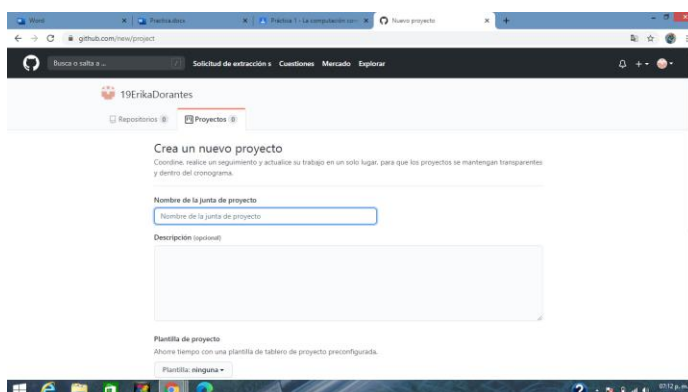 Word
Practica.docx
Práctica 1 - La computación com
Nuevo proyecto
github.com/new/project
Busca o salta a ...
/
Solicitud de extracción s Cuestiones Mercado Explorar
19ErikaDorantes
Repositorios 0
Proyectos 0
Crea un nuevo proyecto
Coordine, realice un seguimiento y actualice su trabajo en un solo lugar, para que los proyectos se mantengan transparentes
y dentro del cronograma.
Nombre de la junta de proyecto
Nombre de la junta de proyecto
Descripción (opcional)
Plantilla de proyecto
Ahorre tiempo con una plantilla de tablero de proyecto preconfigurada.
Plantilla: ninguna
07:12 p. m.